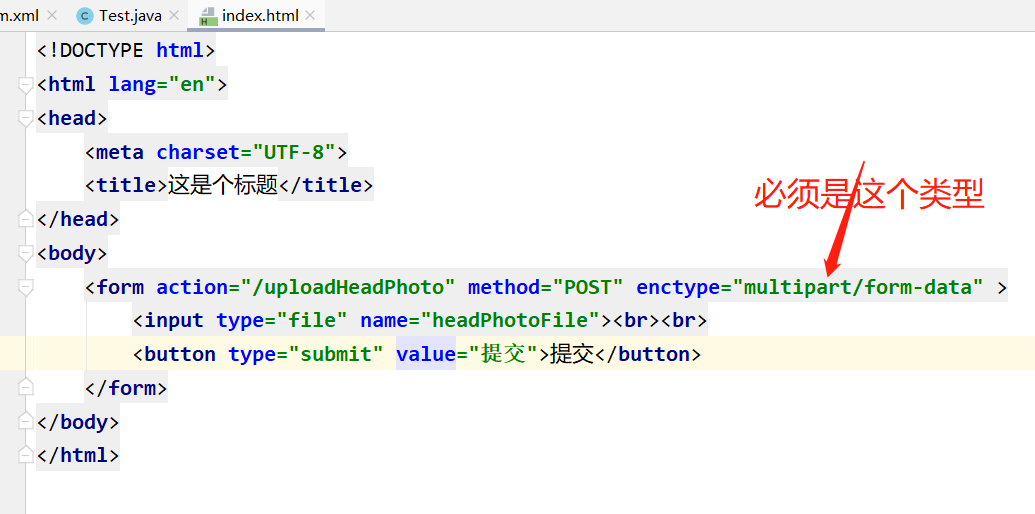 m.xml × Test.java × index.html ×
<!DOCTYPE html>
<html lang="en">
<head>
<meta charset="UTF-8">
<title>这是个标题</title>
</head>
必须是这个类型
<body>
<form action="/uploadHeadPhoto" method="POST" enctype="multipart/form-data" >
<input type="file" name="headPhotoFile"><br><br>
<button type="submit" value="提交">提交</button>
</form>
</body>
</html>